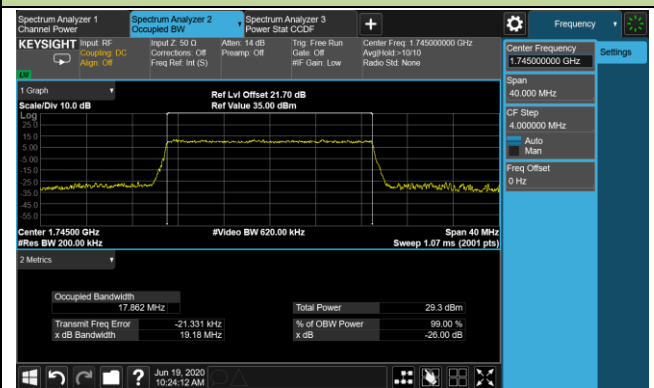 Spectrum Analyzer 1
Channel Power
Spectrum Analyzer 2
Occupied BW
Spectrum Analyzer 3
Power Stat CCDF
+
Frequency
KEYSIGHT
Input: RF
Coupling: DC
Align: Off
Input Z: 50 Ω
Corrections: Off
Freq Ref: Int (S)
Atten: 14 dB
Preamp: Off
Trig: Free Run
Gate: Off
#IF Gain: Low
Center Freq: 1.745000000 GHz
Avg|Hold:>10/10
Radio Std: None
LXI
Center Frequency
1.745000000 GHz
Settings
Span
40.000 MHz
CF Step
4.000000 MHz
Auto
Man
Freq Offset
0 Hz
1 Graph
Scale/Div 10.0 dB
Ref Lvl Offset 21.70 dB
Ref Value 35.00 dBm
Log
25.0
15.0
5.00
-5.00
-15.0
-25.0
-35.0
-45.0
-55.0
Center 1.74500 GHz
#Res BW 200.00 kHz
#Video BW 620.00 kHz
Span 40 MHz
Sweep 1.07 ms (2001 pts)
2 Metrics
Occupied Bandwidth
17.862 MHz
Total Power 29.3 dBm
Transmit Freq Error -21.331 kHz
% of OBW Power 99.00 %
x dB Bandwidth 19.18 MHz
x dB -26.00 dB
?
Jun 19, 2020
10:24:12 AM